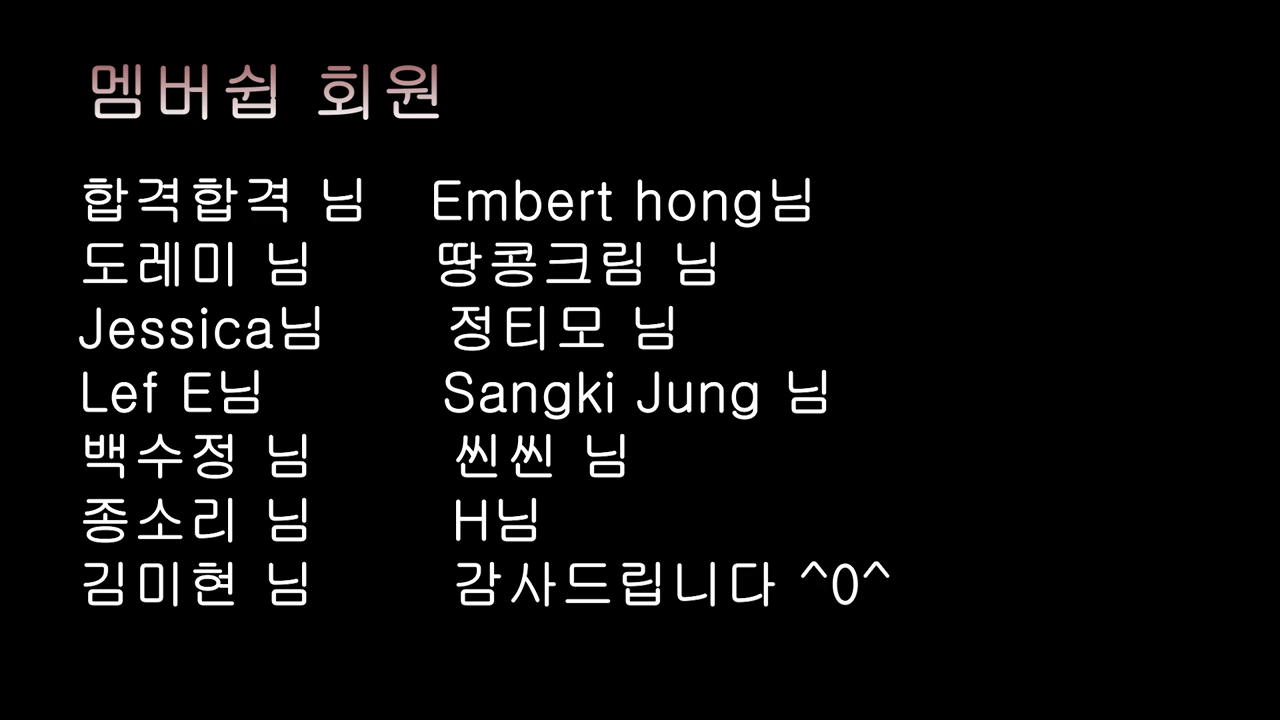 멤버쉽 회원
합격합격 님 Embert hong님
도레미 님 땅콩크림 님
Jessica님 정티모 님
Lef E님 Sangki Jung 님
백수정 님 씬씬 님
종소리 님 H님
김미현 님 감사드립니다 ^0^